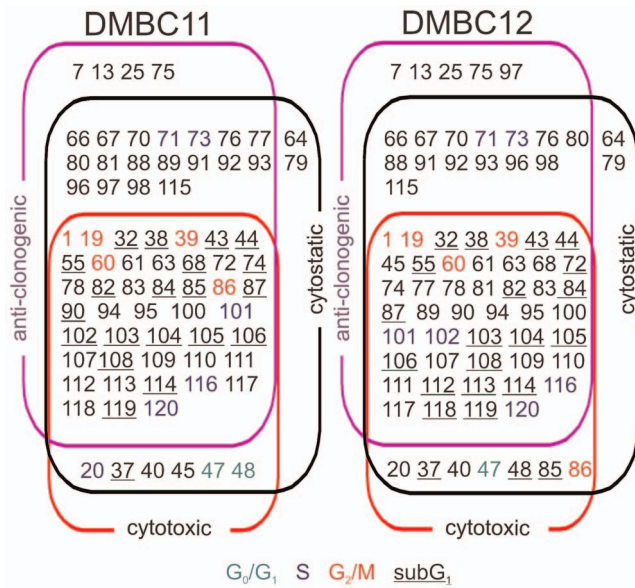 DMBC11
7 13 25 75
66 67 70 71 73 76 77 64
80 81 88 89 91 92 93 79
96 97 98 115
1 19 32 38 39 43 44
55 60 61 63 68 72 74
78 82 83 84 85 86 87
90 94 95 100 101
102 103 104 105 106
107 108 109 110 111
112 113 114 116 117
118 119 120
20 37 40 45 47 48
anti-clonogenic
cytostatic
cytotoxic
DMBC12
7 13 25 75 97
66 67 70 71 73 76 80 64
88 91 92 93 96 98 79
115
1 19 32 38 39 43 44
45 55 60 61 63 68 72
74 77 78 81 82 83 84
87 89 90 94 95 100
101 102 103 104 105
106 107 108 109 110
111 112 113 114 116
117 118 119 120
20 37 40 47 48 85 86
anti-clonogenic
cytostatic
cytotoxic
G₀/G₁ S G₂/M subG₁